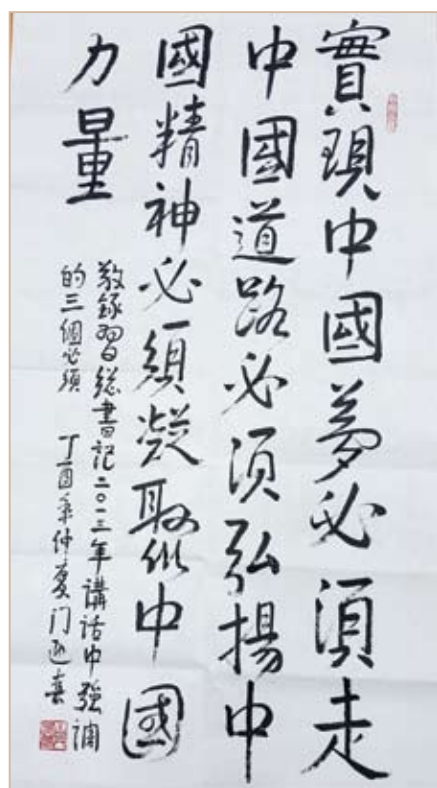 實現中國夢必須走
中國道路必須弘揚中
國精神必須凝聚中國
力量
敬錄習総書記二〇一三年講話中強調
的三個必須 丁酉年仲夏门